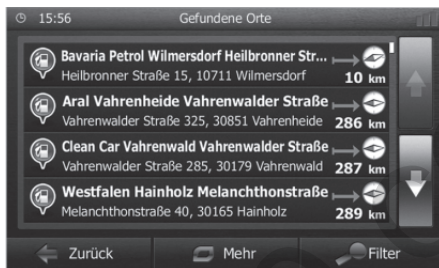 15:56 Gefundene Orte
Bavaria Petrol Wilmersdorf Heilbronner Str...
Heilbronner Straße 15, 10711 Wilmersdorf 10 km
Aral Vahrenheide Vahrenwalder Straße
Vahrenwalder Straße 325, 30851 Vahrenheide 286 km
Clean Car Vahrenwald Vahrenwalder Straße
Vahrenwalder Straße 285, 30179 Vahrenwald 287 km
Westfalen Hainholz Melanchthonstraße
Melanchthonstraße 40, 30165 Hainholz 289 km
Zurück Mehr Filter